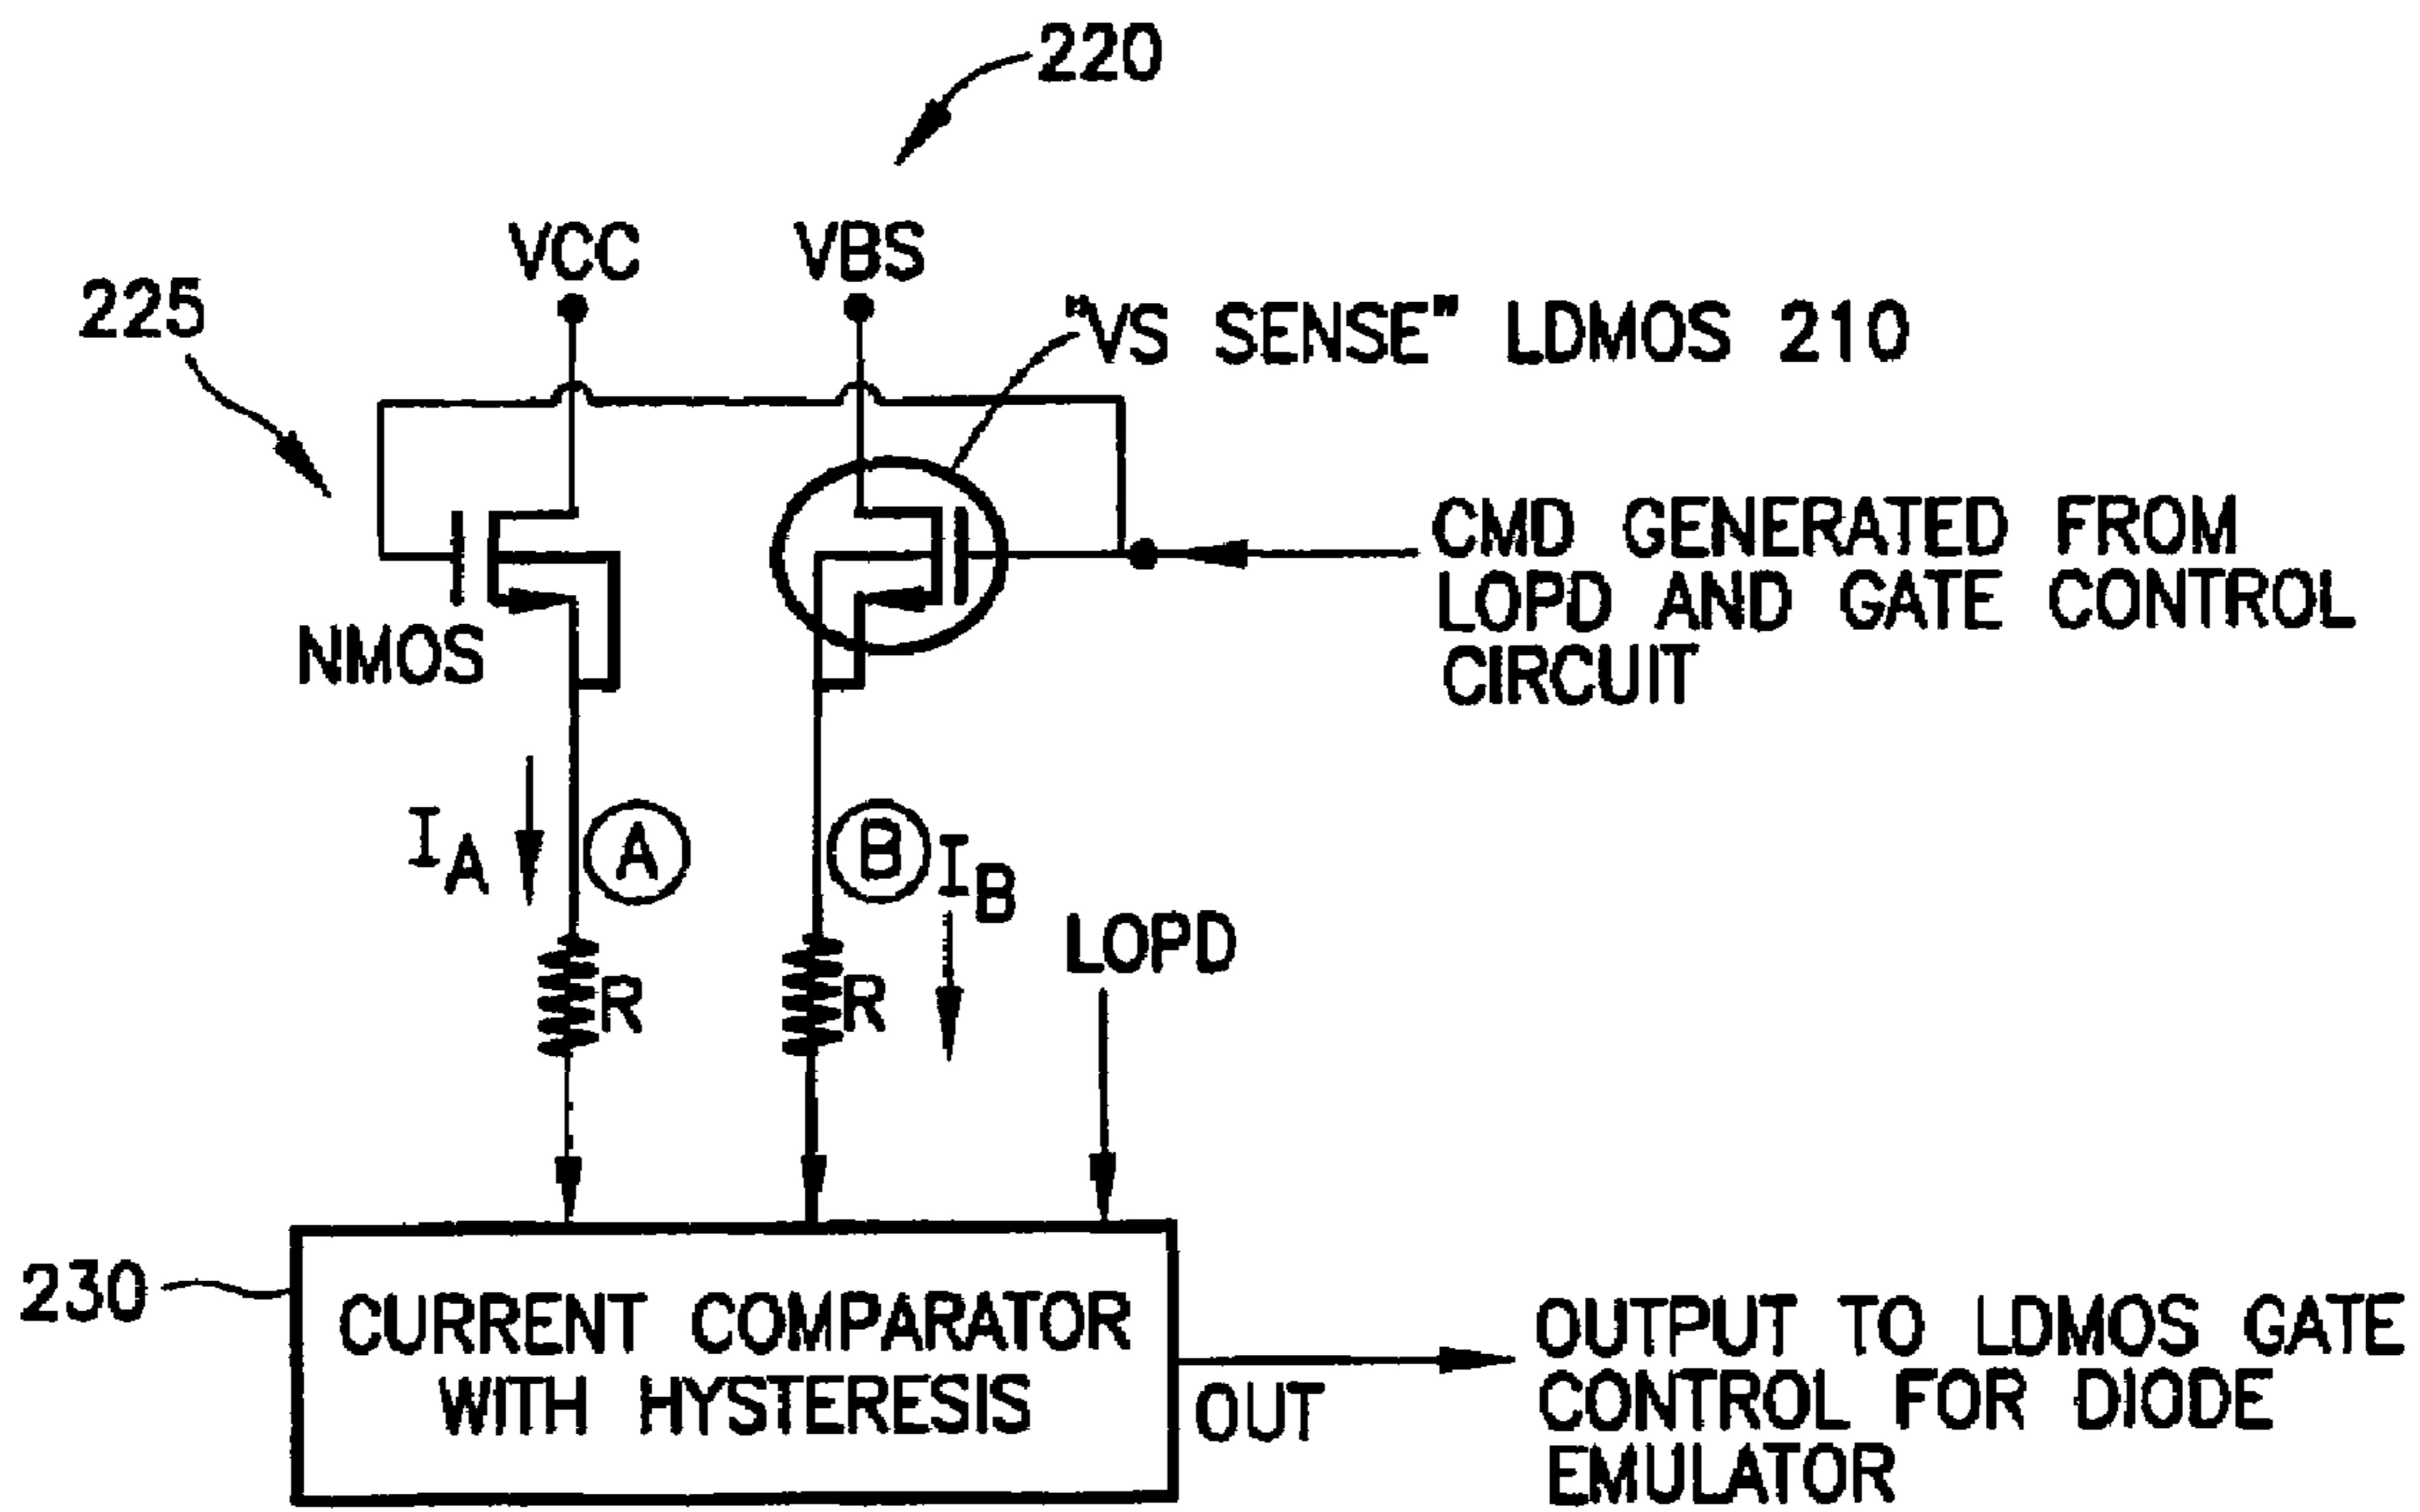 220
VCC
VBS
225
"VS SENSE" LDMOS 210
CMD GENERATED FROM
LOPD AND GATE CONTROL
CIRCUIT
NMOS
IA
A
B
IB
LOPD
R
R
230
CURRENT COMPARATOR
WITH HYSTERESIS
OUT
OUTPUT TO LDMOS GATE
CONTROL FOR DIODE
EMULATOR